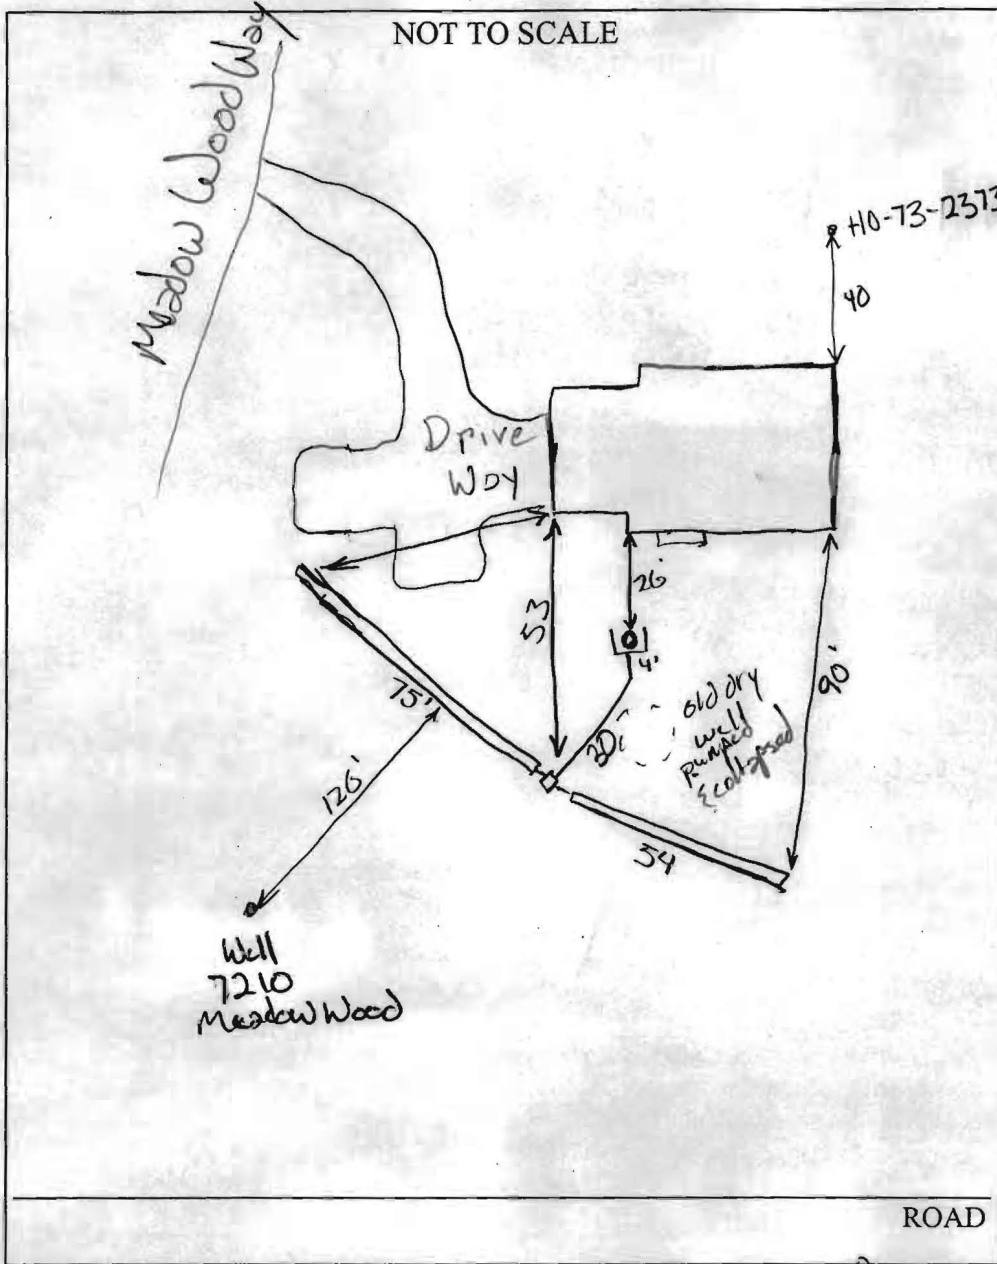 NOT TO SCALE
Meadow Wood Way
HO-73-2373
40
Drive
Way
53
26'
4'
75'
old dry
well
pumped
& collapsed
90'
126'
54
Well
7210
Meadow Wood
ROAD